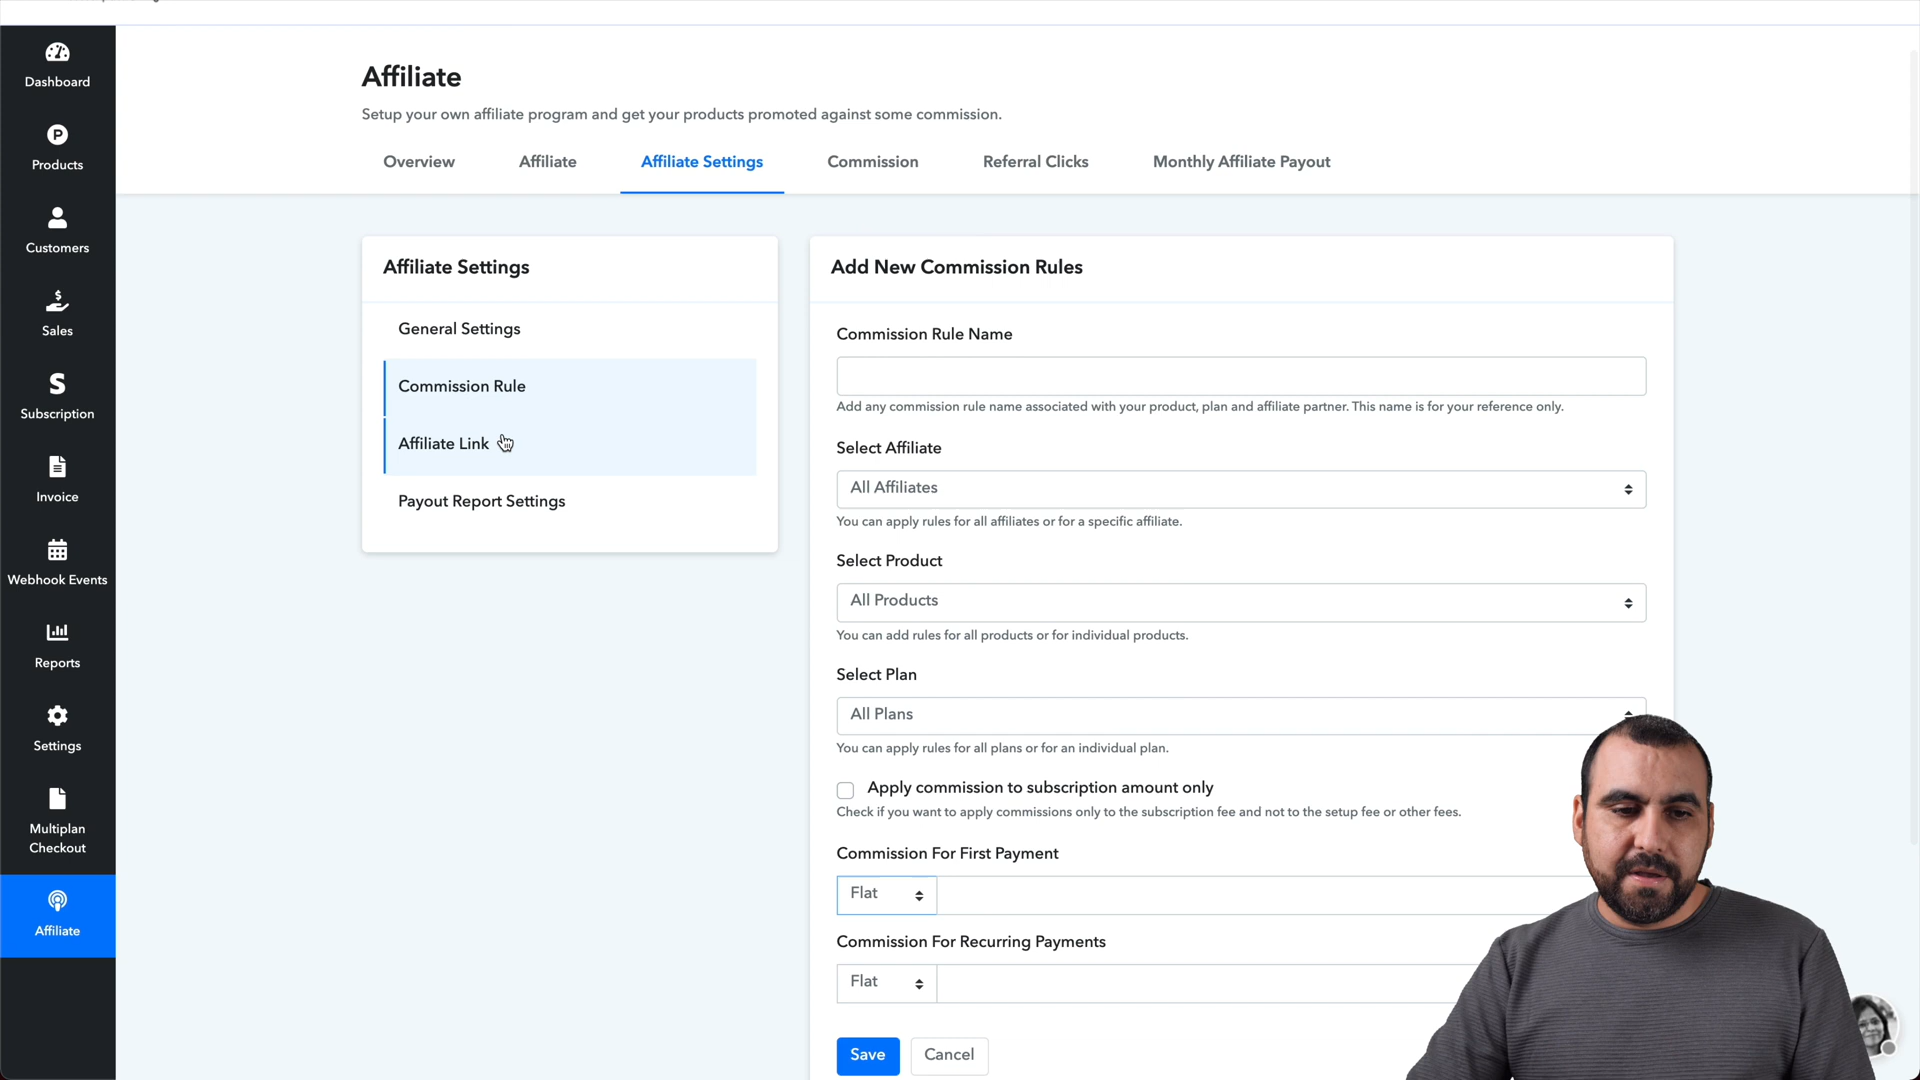 Dashboard
Products
Customers
Sales
Subscription
Invoice
Webhook Events
Reports
Settings
Multiplan
Checkout
Affiliate
Affiliate
Setup your own affiliate program and get your products promoted against some commission.
Overview
Affiliate
Affiliate Settings
Commission
Referral Clicks
Monthly Affiliate Payout
Affiliate Settings
General Settings
Commission Rule
Affiliate Link
Payout Report Settings
Add New Commission Rules
Commission Rule Name
Add any commission rule name associated with your product, plan and affiliate partner. This name is for your reference only.
Select Affiliate
All Affiliates
You can apply rules for all affiliates or for a specific affiliate.
Select Product
All Products
You can add rules for all products or for individual products.
Select Plan
All Plans
You can apply rules for all plans or for an individual plan.
Apply commission to subscription amount only
Check if you want to apply commissions only to the subscription fee and not to the setup fee or other fees.
Commission For First Payment
Flat
Commission For Recurring Payments
Flat
Save
Cancel